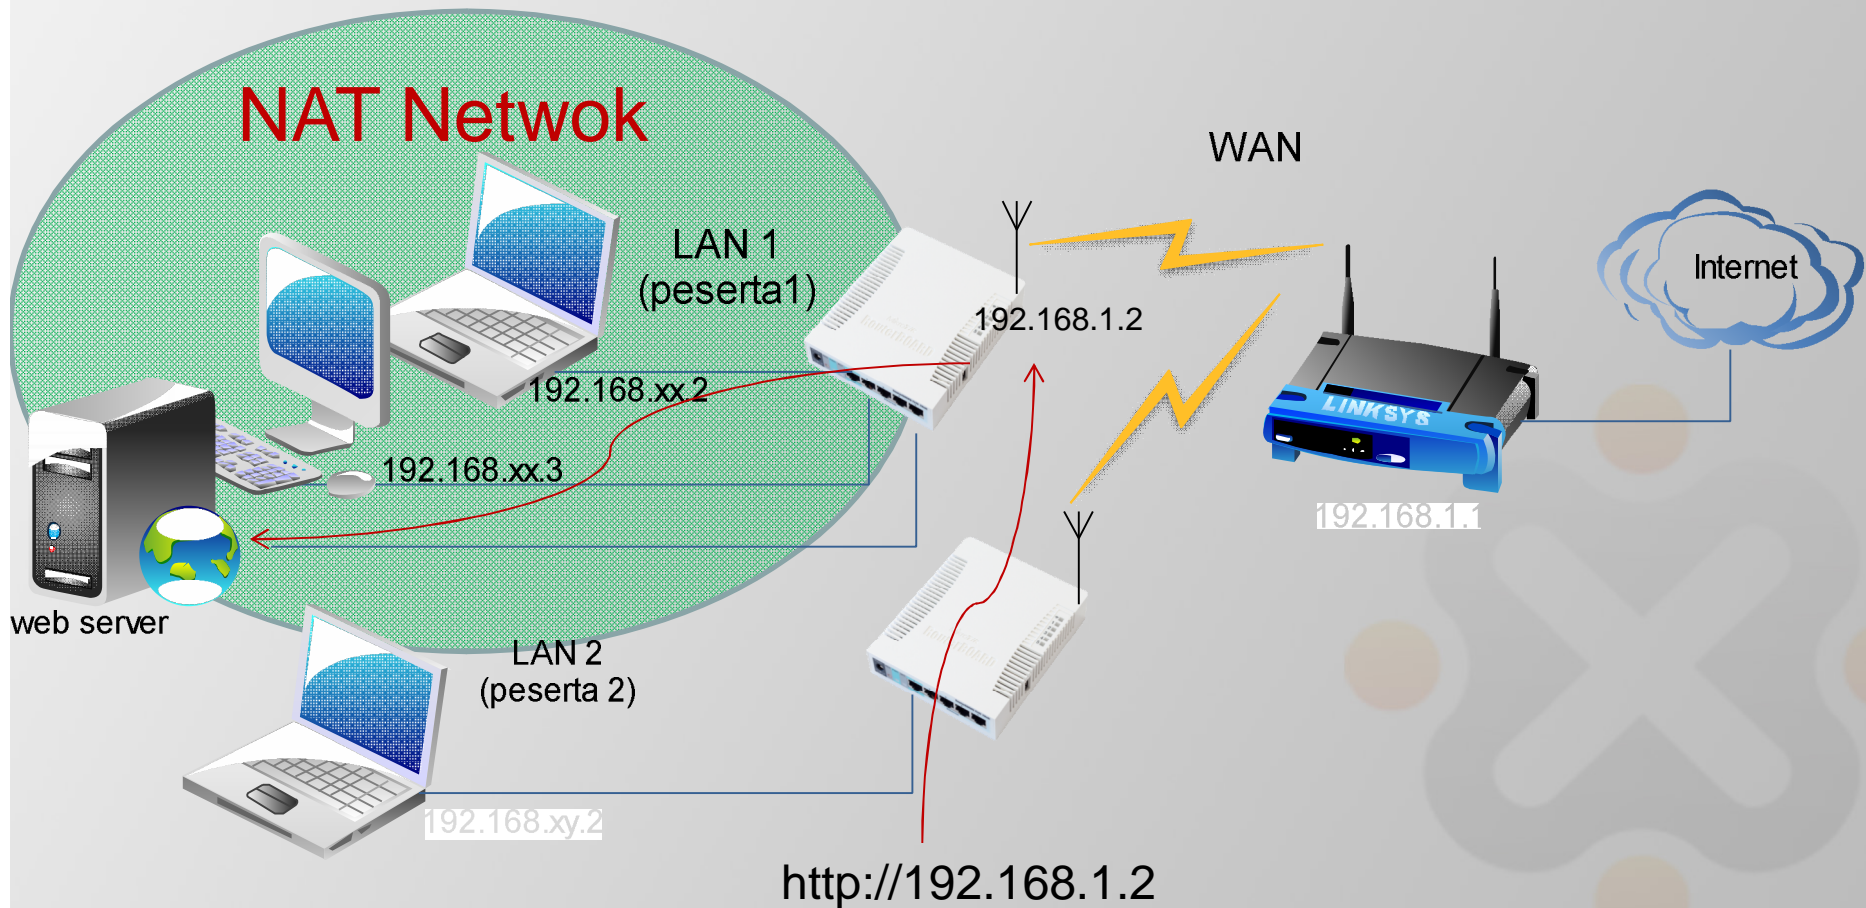 NAT Netwok
WAN
LAN 1
(peserta1)
Internet
192.168.1.2
192.168.xx.2
LINKSYS
192.168.xx.3
192.168.1.1
web server
LAN 2
(peserta 2)
192.168.xy.2
http://192.168.1.2